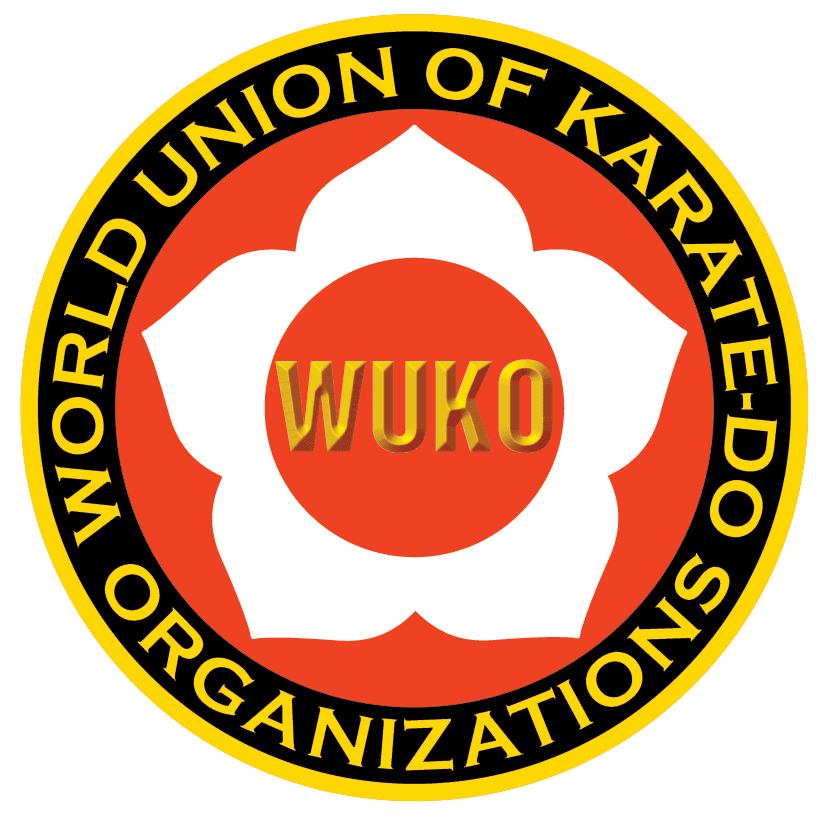 WORLD UNION OF KARATE-DO
ORGANIZATIONS
WUKO